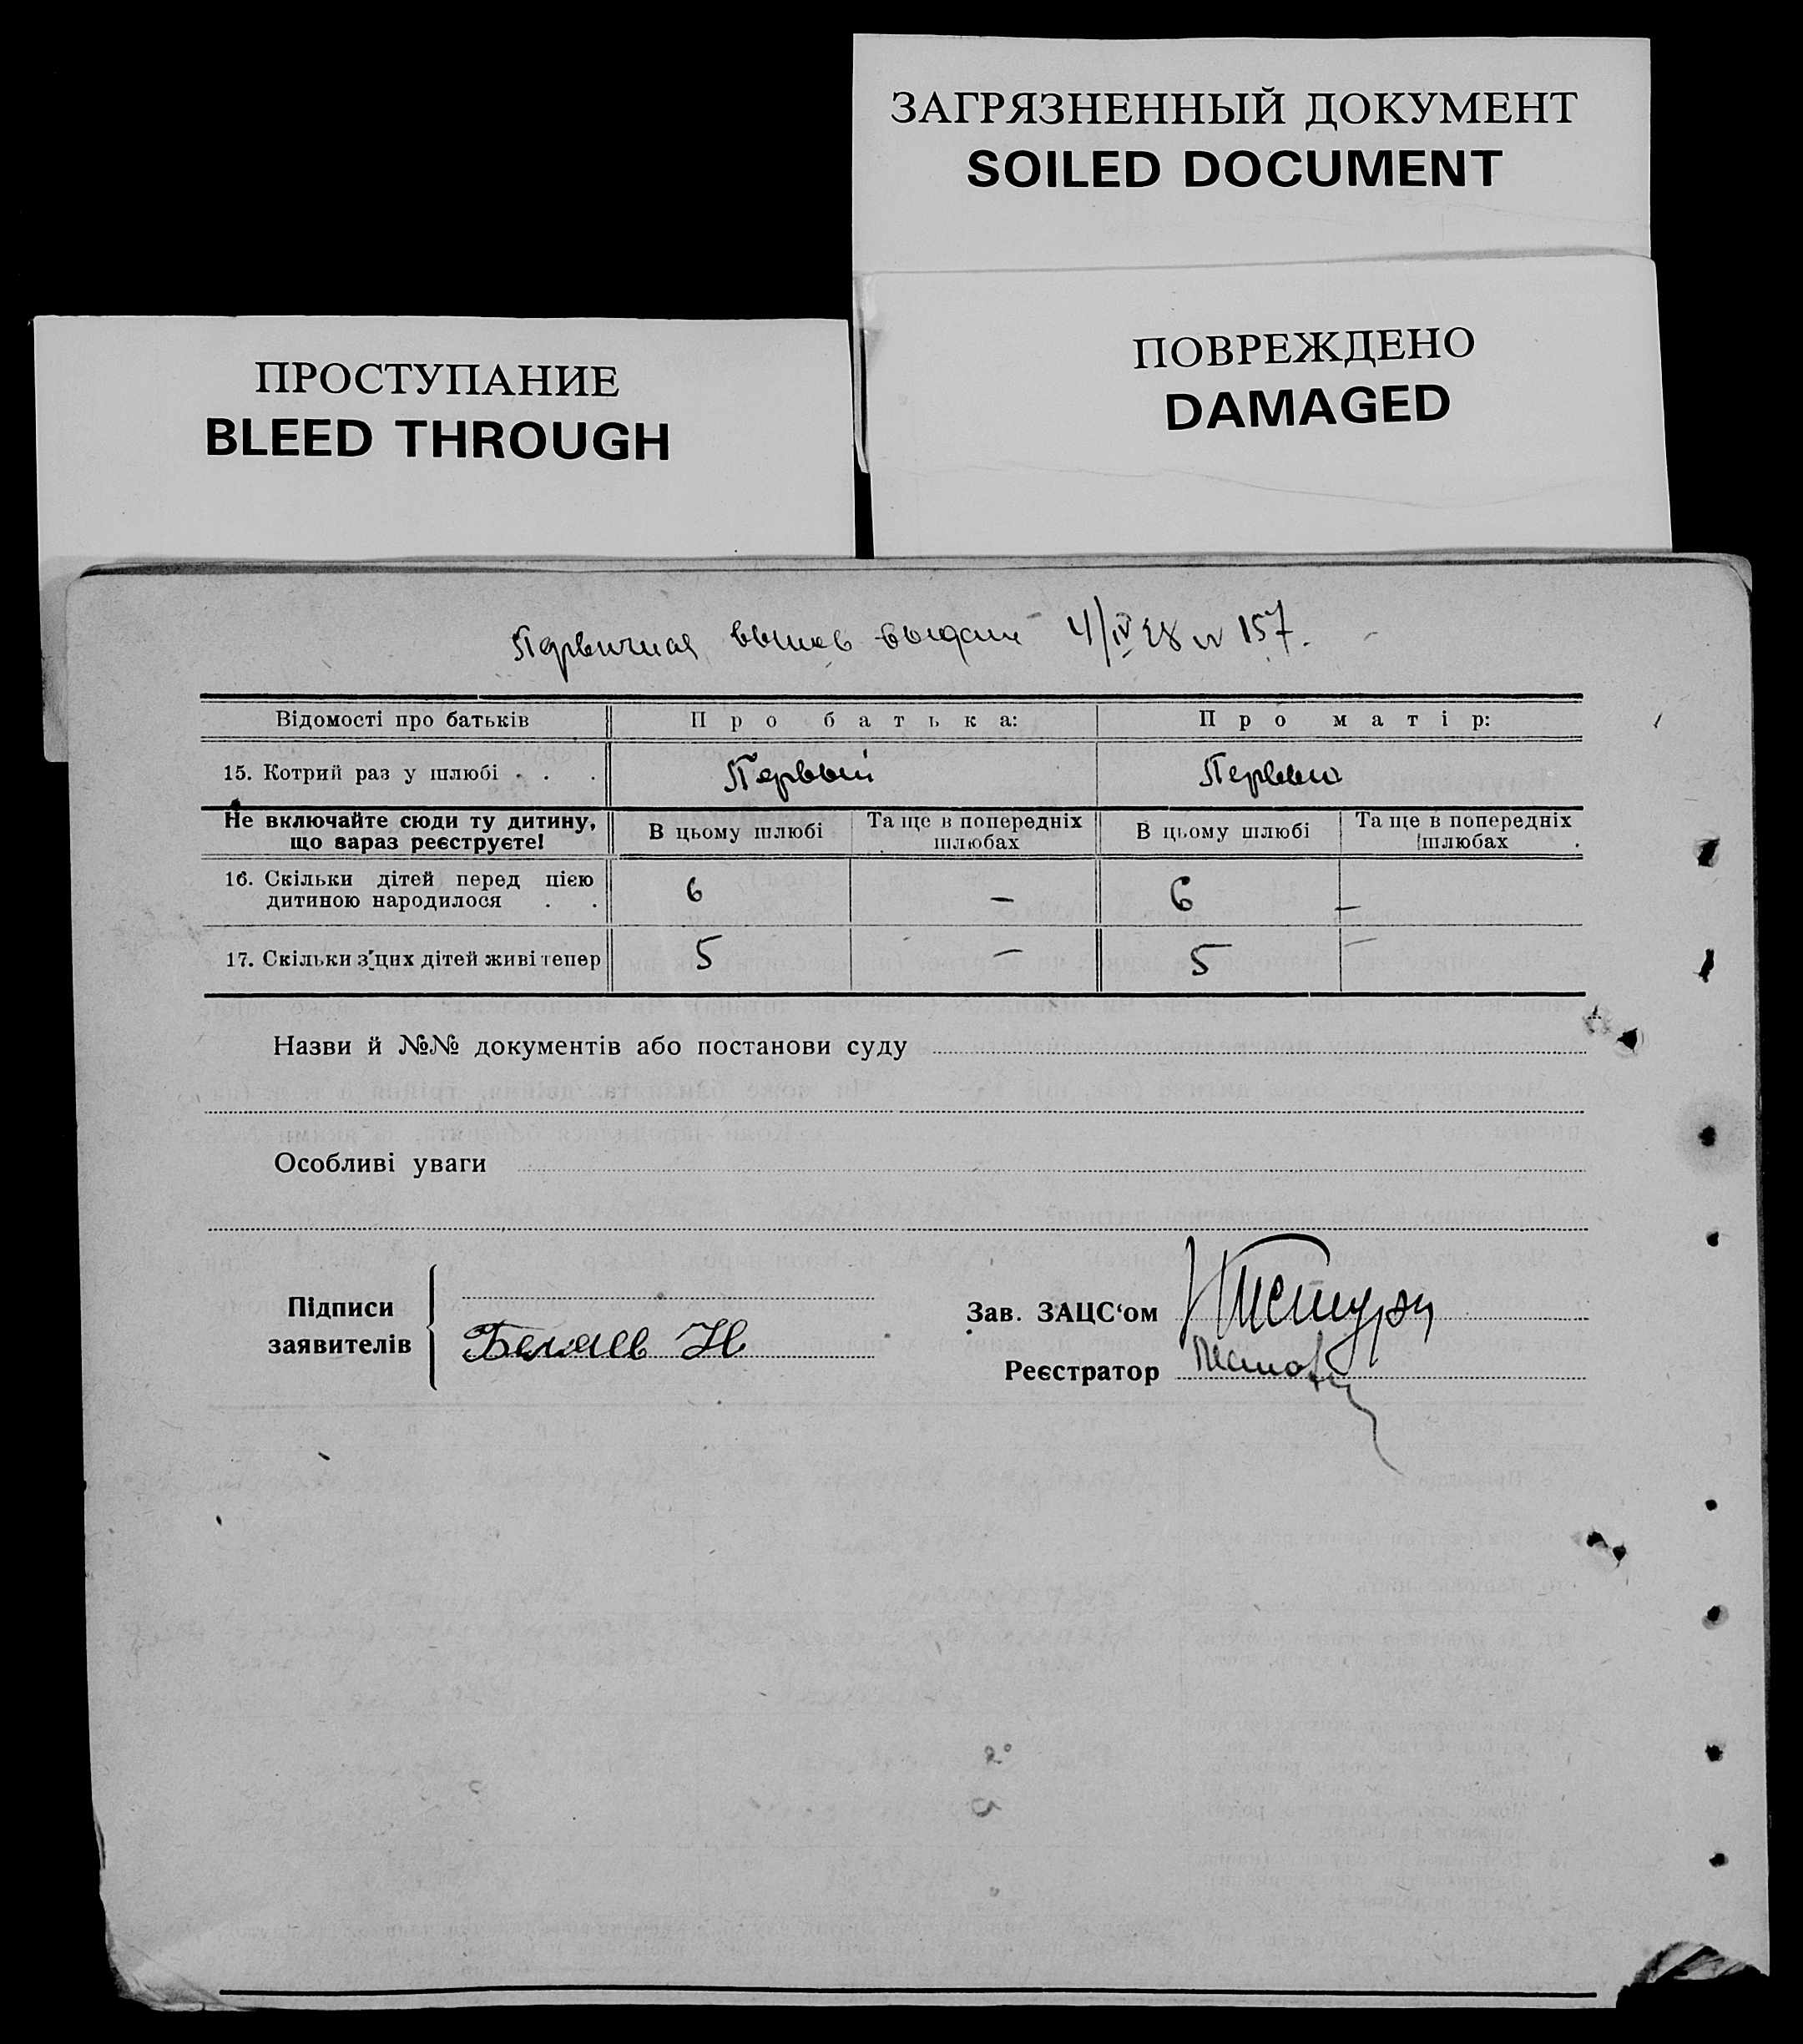 ЗАГРЯЗНЕННЫЙ ДОКУМЕНТ
SOILED DOCUMENT
ПОВРЕЖДЕНО
DAMAGED
ПРОСТУПАНИЕ
BLEED THROUGH
Первичная 4/IV 28 № 157.
Відомості про батьків Про батька: Про матір:
15. Котрий раз у шлюбі . . . Первый Первый
Не включайте сюди ту дитину, що зараз реєструєте! В цьому шлюбі Та ще в попередніх шлюбах В цьому шлюбі Та ще в попередніх шлюбах
16. Скільки дітей перед цією дитиною народилося . . 6 — 6 —
17. Скільки з цих дітей живі тепер 5 — 5 —
Назви й №№ документів або постанови суду
Особливі уваги
Підписи заявителів Беляев Н
Зав. ЗАЦС‘ом
Реєстратор